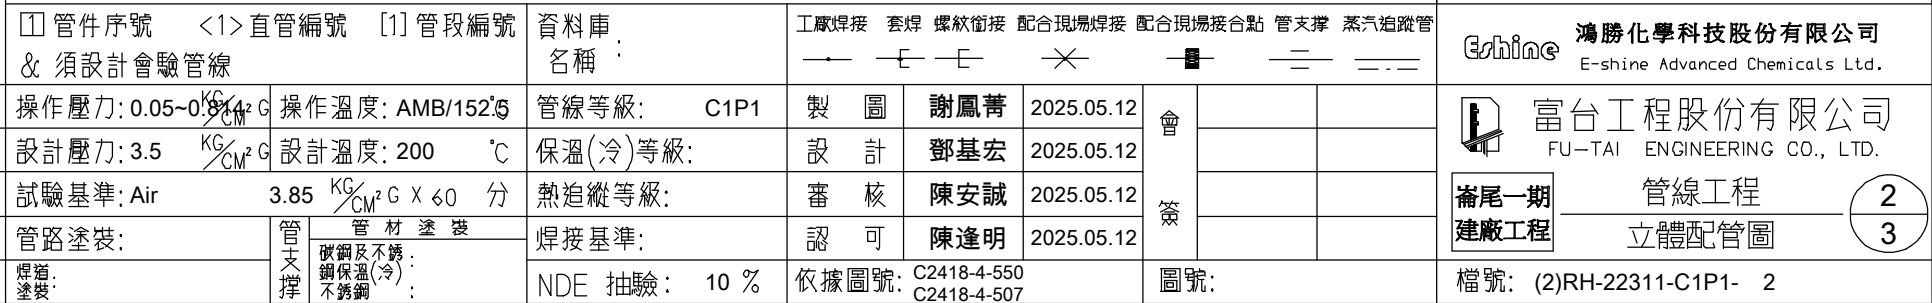 1 管件序號 <1>直管編號 [1]管段編號
& 須設計會驗管線
資料庫名稱:
工廠焊接 套焊 螺紋銜接 配合現場焊接 配合現場接合點 管支撐 蒸汽追蹤管
Eshine 鴻勝化學科技股份有限公司
E-shine Advanced Chemicals Ltd.
操作壓力: 0.05~0.814 KG/CM² G 操作溫度: AMB/152.5 ℃ 管線等級: C1P1 製圖 謝鳳菁 2025.05.12 會簽
設計壓力: 3.5 KG/CM² G 設計溫度: 200 ℃ 保溫(冷)等級: 設計 鄧基宏 2025.05.12
富台工程股份有限公司
FU-TAI ENGINEERING CO., LTD.
試驗基準: Air 3.85 KG/CM² G X 60 分 熱追縱等級: 審核 陳安誠 2025.05.12
管路塗裝: 管支撐 管材塗裝 焊接基準: 認可 陳逢明 2025.05.12
碳鋼及不銹
鋼保溫(冷):
不銹鋼 :
崙尾一期
建廠工程
管線工程
立體配管圖
2
3
焊道塗裝: NDE 抽驗: 10 % 依據圖號: C2418-4-550
C2418-4-507
圖號: 檔號: (2)RH-22311-C1P1- 2